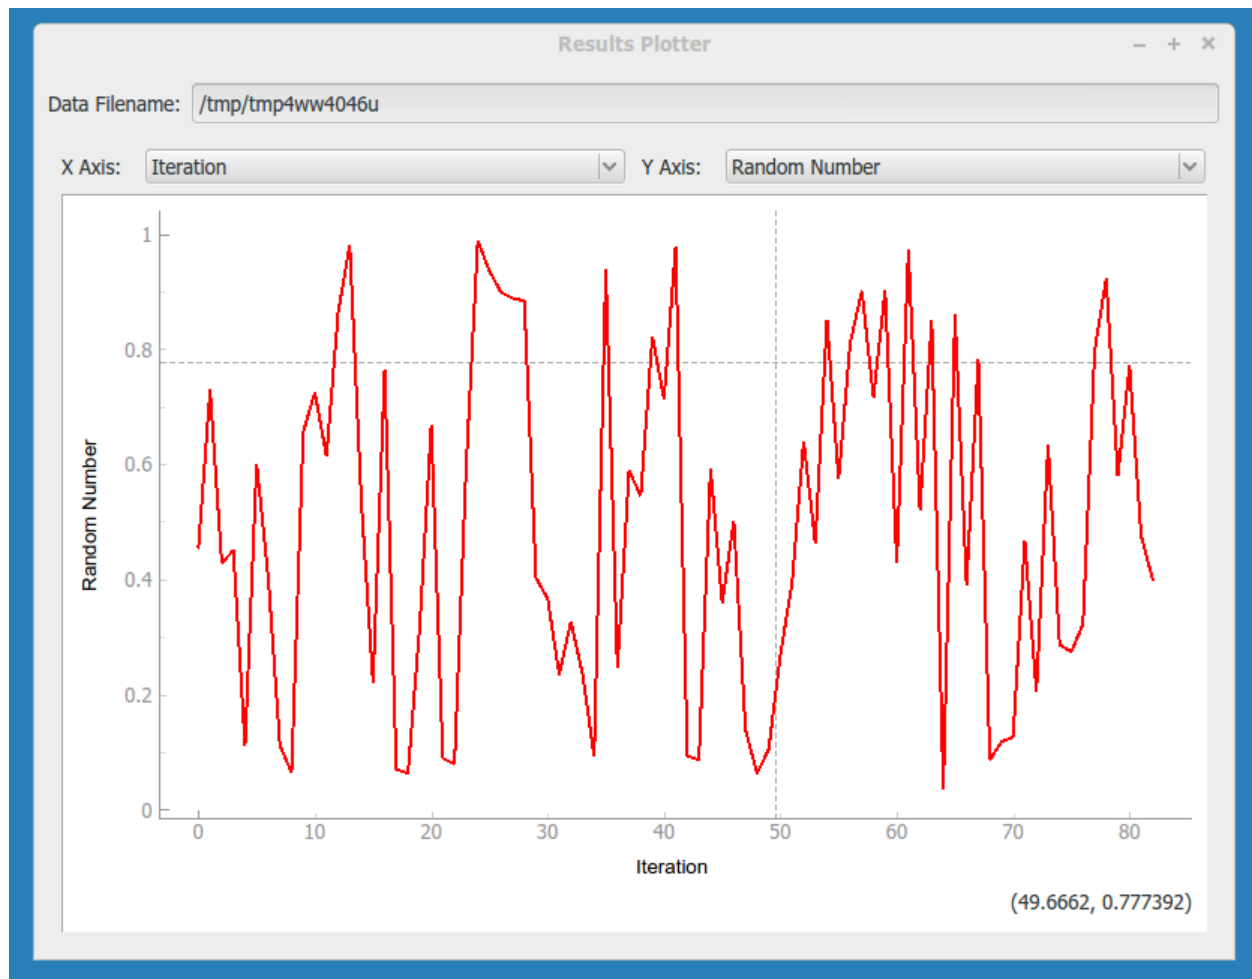 Results Plotter
Data Filename: /tmp/tmp4ww4046u
X Axis: Iteration Y Axis: Random Number
1
0.8
0.6
0.4
0.2
0
Random Number
0 10 20 30 40 50 60 70 80
Iteration
(49.6662, 0.777392)